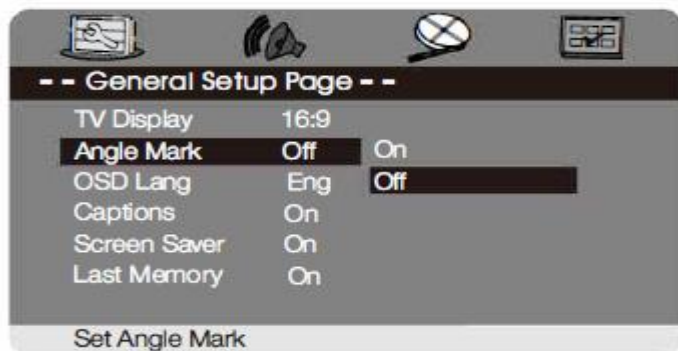 - - General Setup Page - -
TV Display 16:9
Angle Mark Off On
OSD Lang Eng Off
Captions On
Screen Saver On
Last Memory On
Set Angle Mark